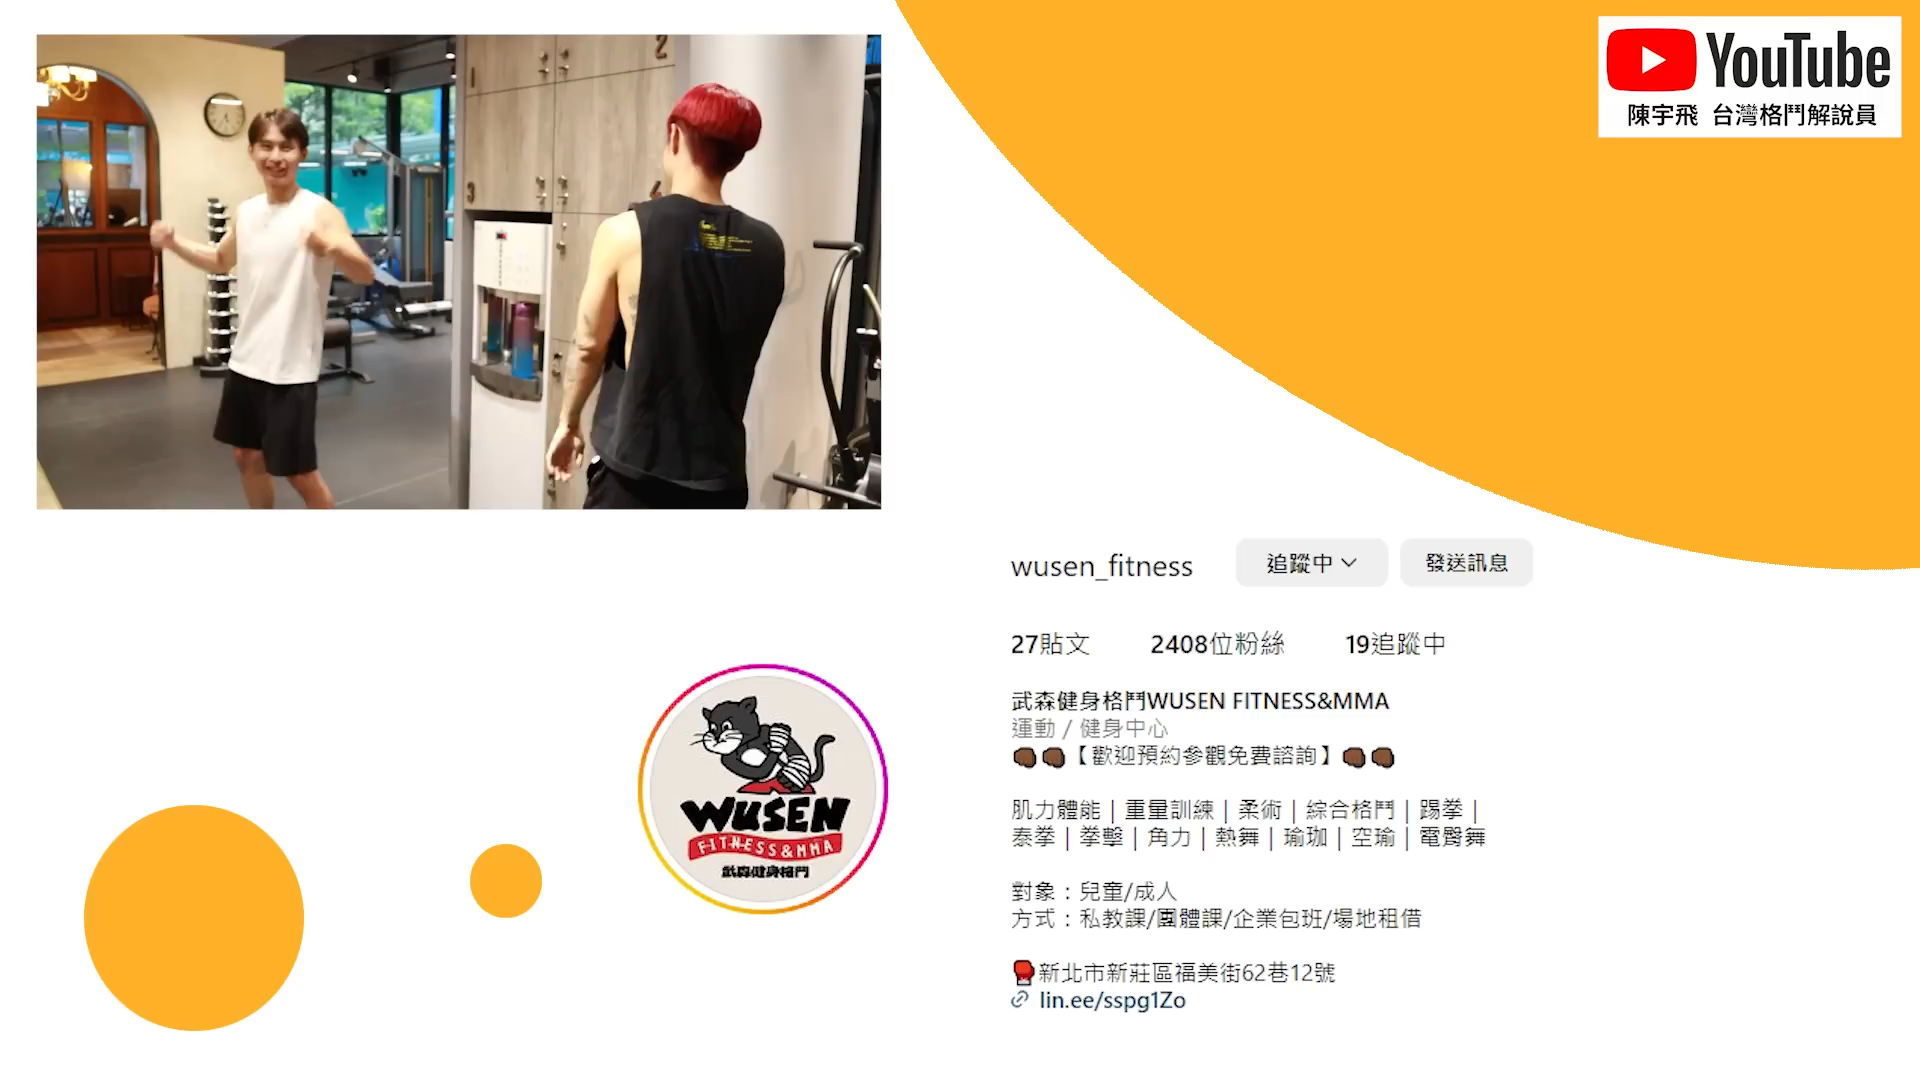 YouTube
陳宇飛 台灣格鬥解說員
2
3
wusen_fitness
追蹤中
發送訊息
27貼文 2408位粉絲 19追蹤中
武森健身格鬥WUSEN FITNESS&MMA
運動 / 健身中心
【歡迎預約參觀免費諮詢】
肌力體能 | 重量訓練 | 柔術 | 綜合格鬥 | 踢拳 |
泰拳 | 拳擊 | 角力 | 熱舞 | 瑜珈 | 空瑜 | 電臀舞
對象：兒童/成人
方式：私教課/團體課/企業包班/場地租借
新北市新莊區福美街62巷12號
lin.ee/sspg1Zo
WUSEN
FITNESS&MMA
武森健身格鬥